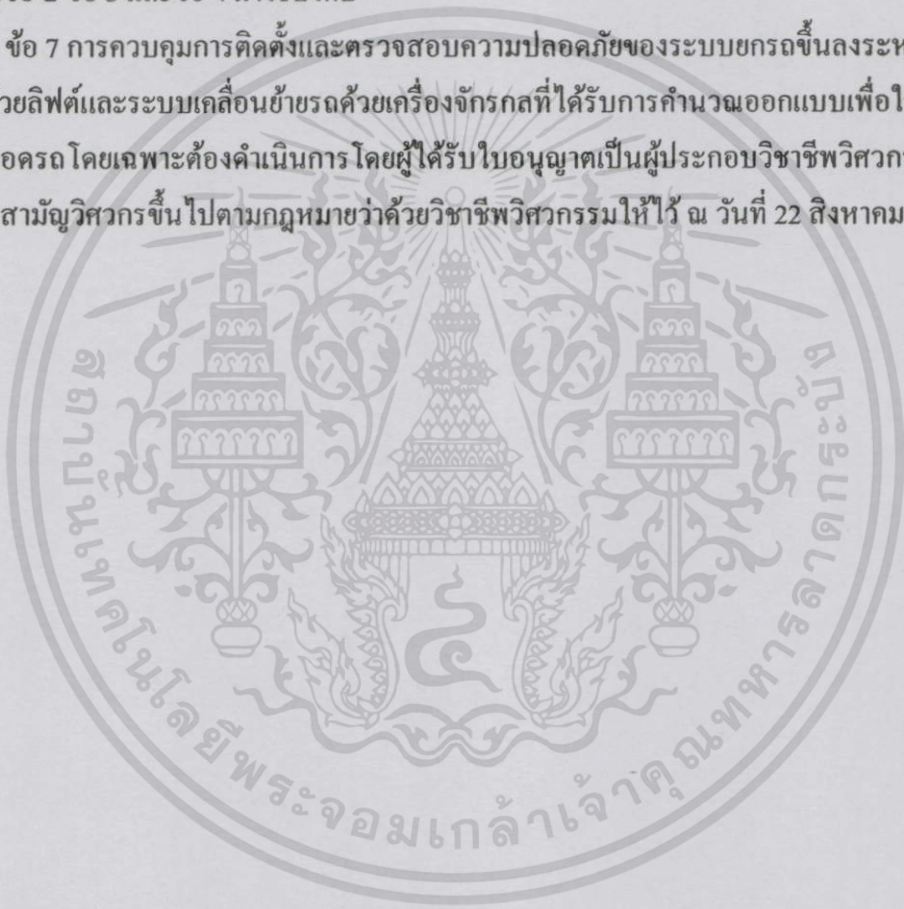 ข้อ 7 การควบคุมการติดตั้งและตรวจสอบความปลอดภัยของระบบยกรถขึ้นลงระห
วยลิฟต์และระบบเคลื่อนย้ายรถด้วยเครื่องจักรกลที่ได้รับการคำนวณออกแบบเพื่อใ
อดรถโดยเฉพาะต้องดำเนินการโดยผู้ได้รับใบอนุญาตเป็นผู้ประกอบวิชาชีพวิศวก
สามัญวิศวกรขึ้นไปตามกฎหมายว่าด้วยวิชาชีพวิศวกรรมให้ไว้ ณ วันที่ 22 สิงหาคม
สถาบันเทคโนโลยีพระจอมเกล้าเจ้าคุณทหารลาดกระบัง
๔